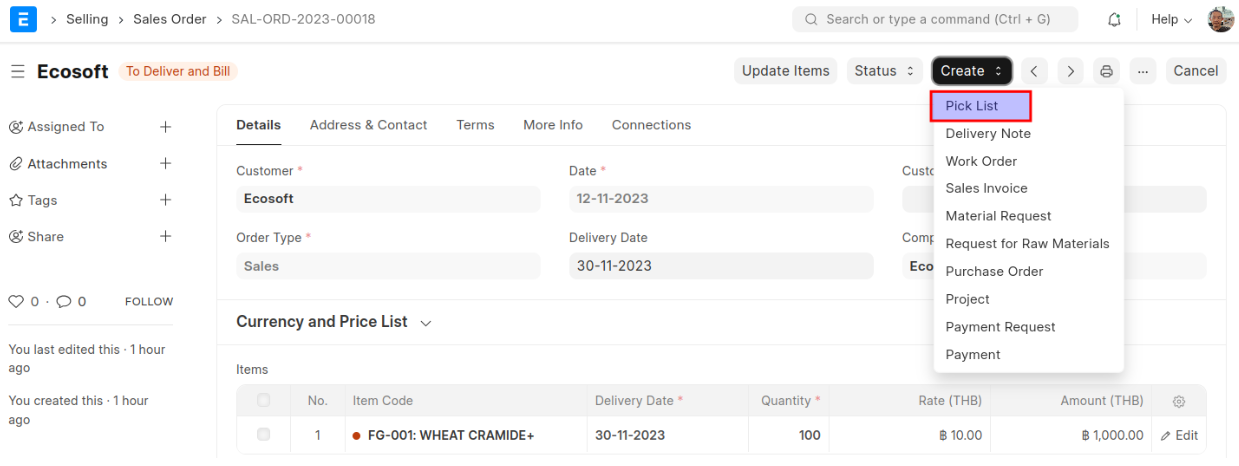 E > Selling > Sales Order > SAL-ORD-2023-00018 Search or type a command (Ctrl + G) Help
Ecosoft To Deliver and Bill Update Items Status Create ... Cancel
Pick List
Delivery Note
Work Order
Sales Invoice
Material Request
Request for Raw Materials
Purchase Order
Project
Payment Request
Payment
Assigned To +
Attachments +
Tags +
Share +
0 · 0 FOLLOW
You last edited this · 1 hour
ago
You created this · 1 hour
ago
Details Address & Contact Terms More Info Connections
Customer * Date *
Ecosoft 12-11-2023
Order Type * Delivery Date
Sales 30-11-2023
Currency and Price List
Items
No. Item Code Delivery Date * Quantity * Rate (THB) Amount (THB)
1 FG-001: WHEAT CRAMIDE+ 30-11-2023 100 ฿ 10.00 ฿ 1,000.00 Edit